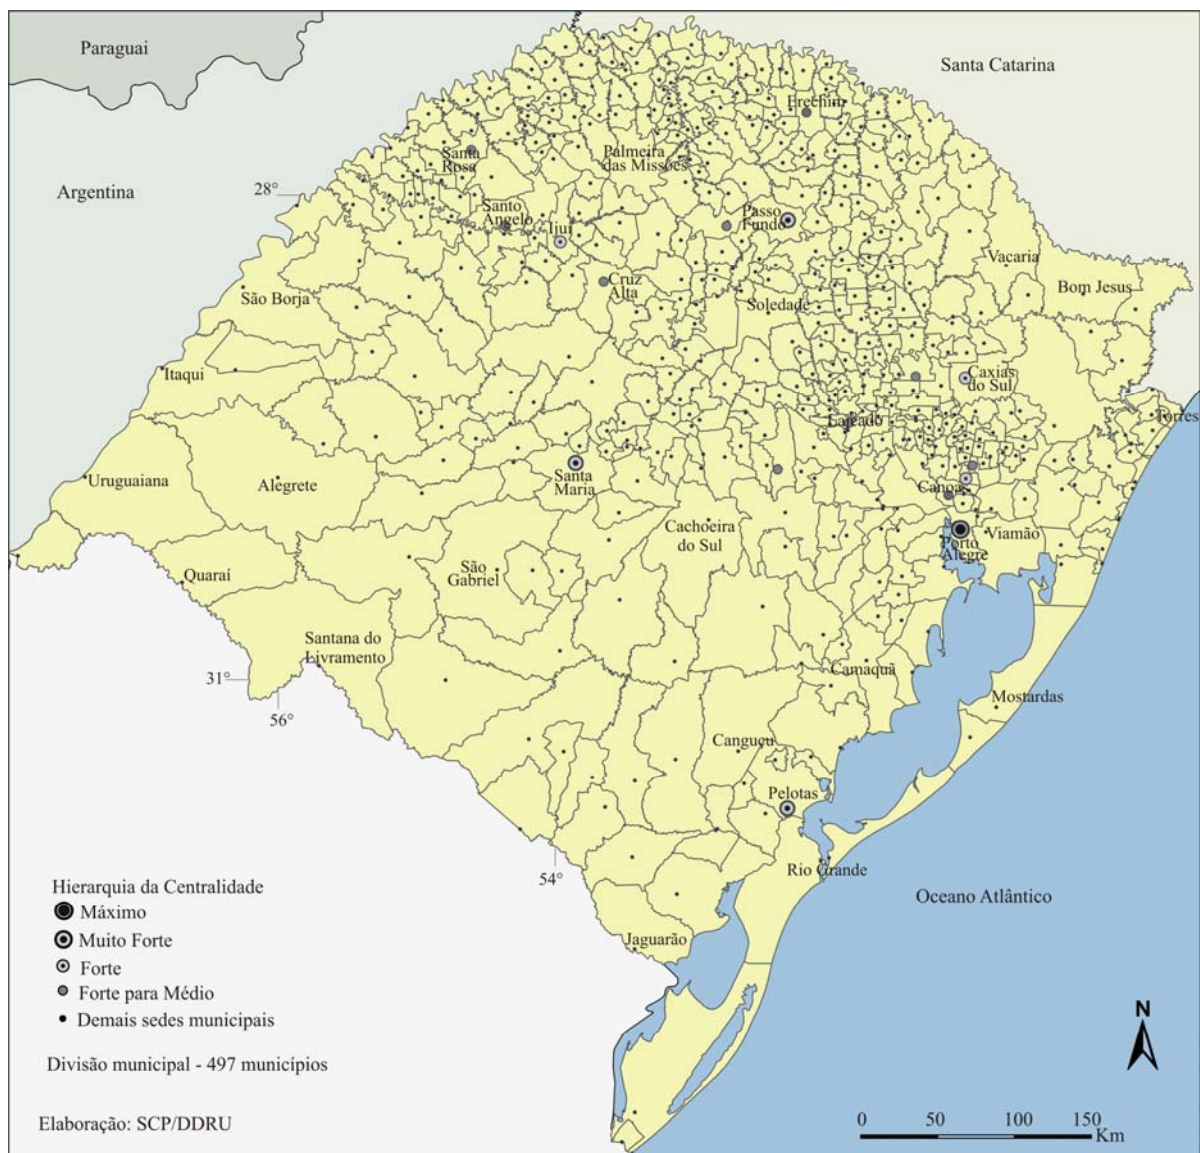 Paraguai
Santa Catarina
Erechim
Santa
Rosa
Palmeira
das Missões
Argentina
28°
Santo
Angelo
Ijuí
Passo
Fundo
Vacaria
Cruz
Alta
Bom Jesus
São Borja
Soledade
Itaqui
Caxias
do Sul
Lajeado
Torres
Uruguaiana
Alegrete
Santa
Maria
Canoas
Cachoeira
do Sul
Porto
Alegre
Viamão
Quaraí
São
Gabriel
Santana do
Livramento
31°
56°
Camaquã
Mostardas
Canguçu
Pelotas
54°
Rio Grande
Oceano Atlântico
Jaguarão
Hierarquia da Centralidade
Máximo
Muito Forte
Forte
Forte para Médio
Demais sedes municipais
Divisão municipal - 497 municípios
Elaboração: SCP/DDRU
N
0 50 100 150
Km